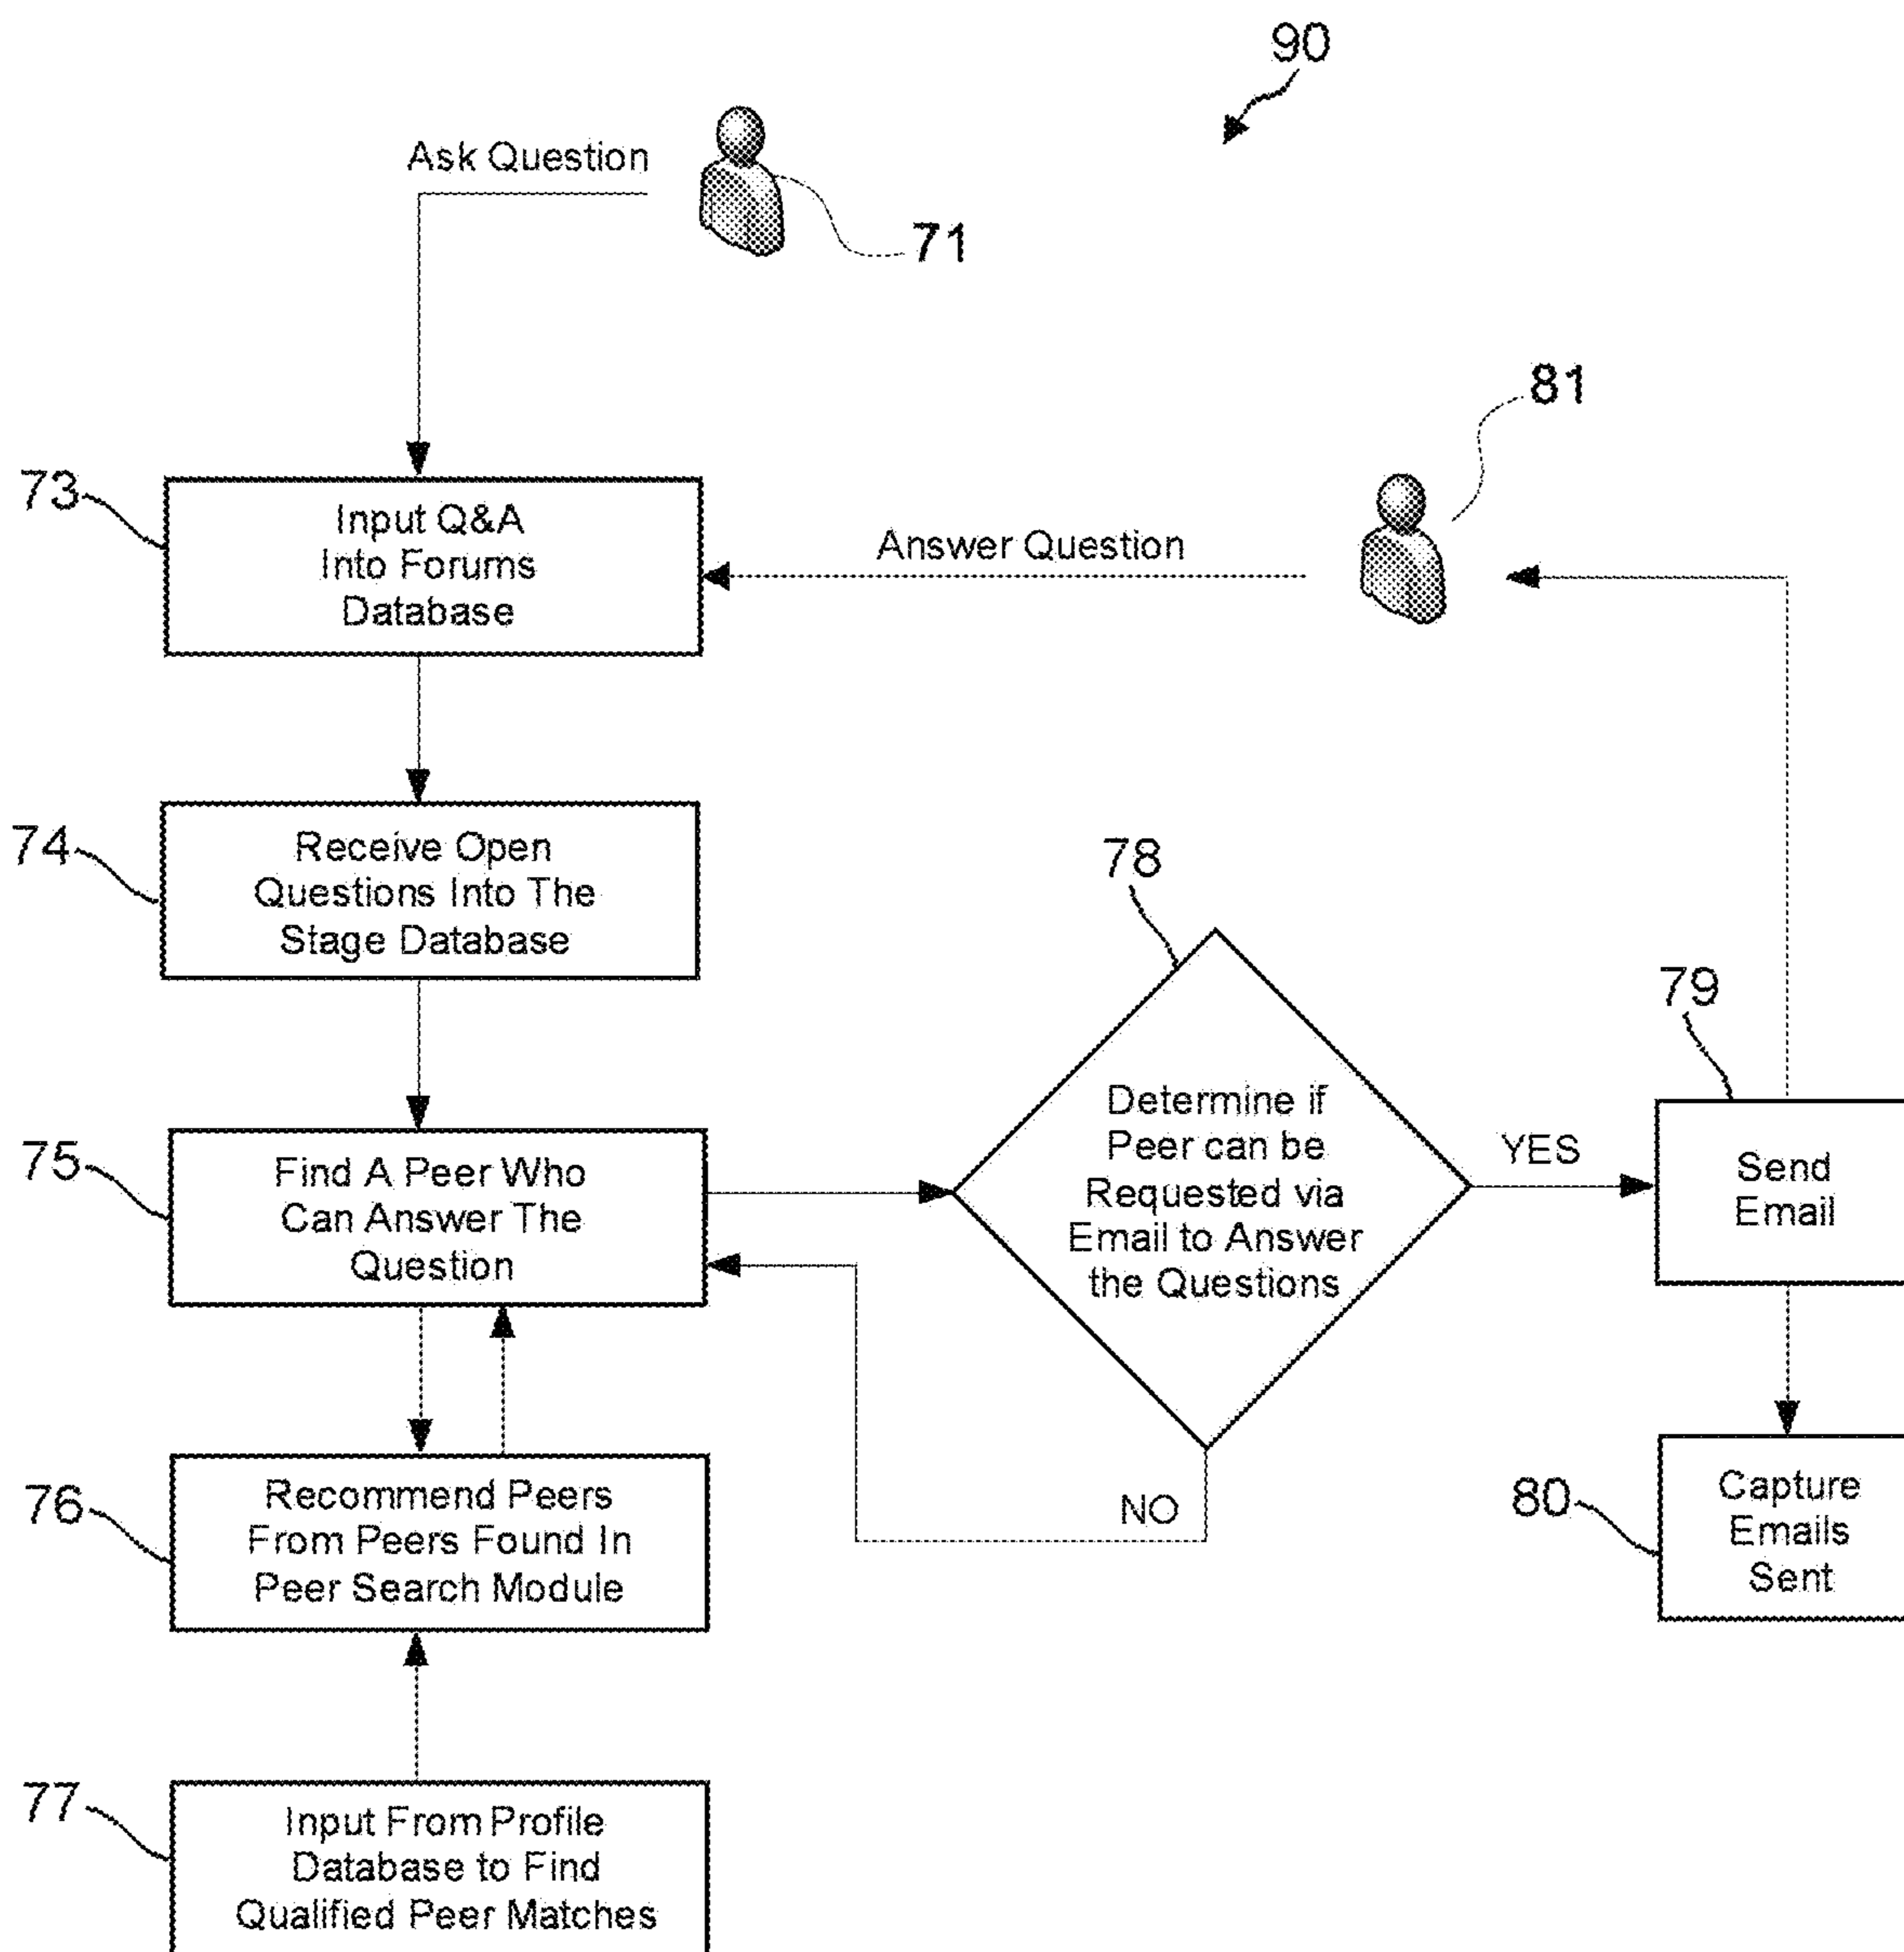 90
Ask Question
71
81
73
Input Q&A
Into Forums
Database
Answer Question
74
Receive Open
Questions Into The
Stage Database
78
79
75
Find A Peer Who
Can Answer The
Question
Determine if
Peer can be
Requested via
Email to Answer
the Questions
YES
Send
Email
NO
76
Recommend Peers
From Peers Found In
Peer Search Module
80
Capture
Emails
Sent
77
Input From Profile
Database to Find
Qualified Peer Matches